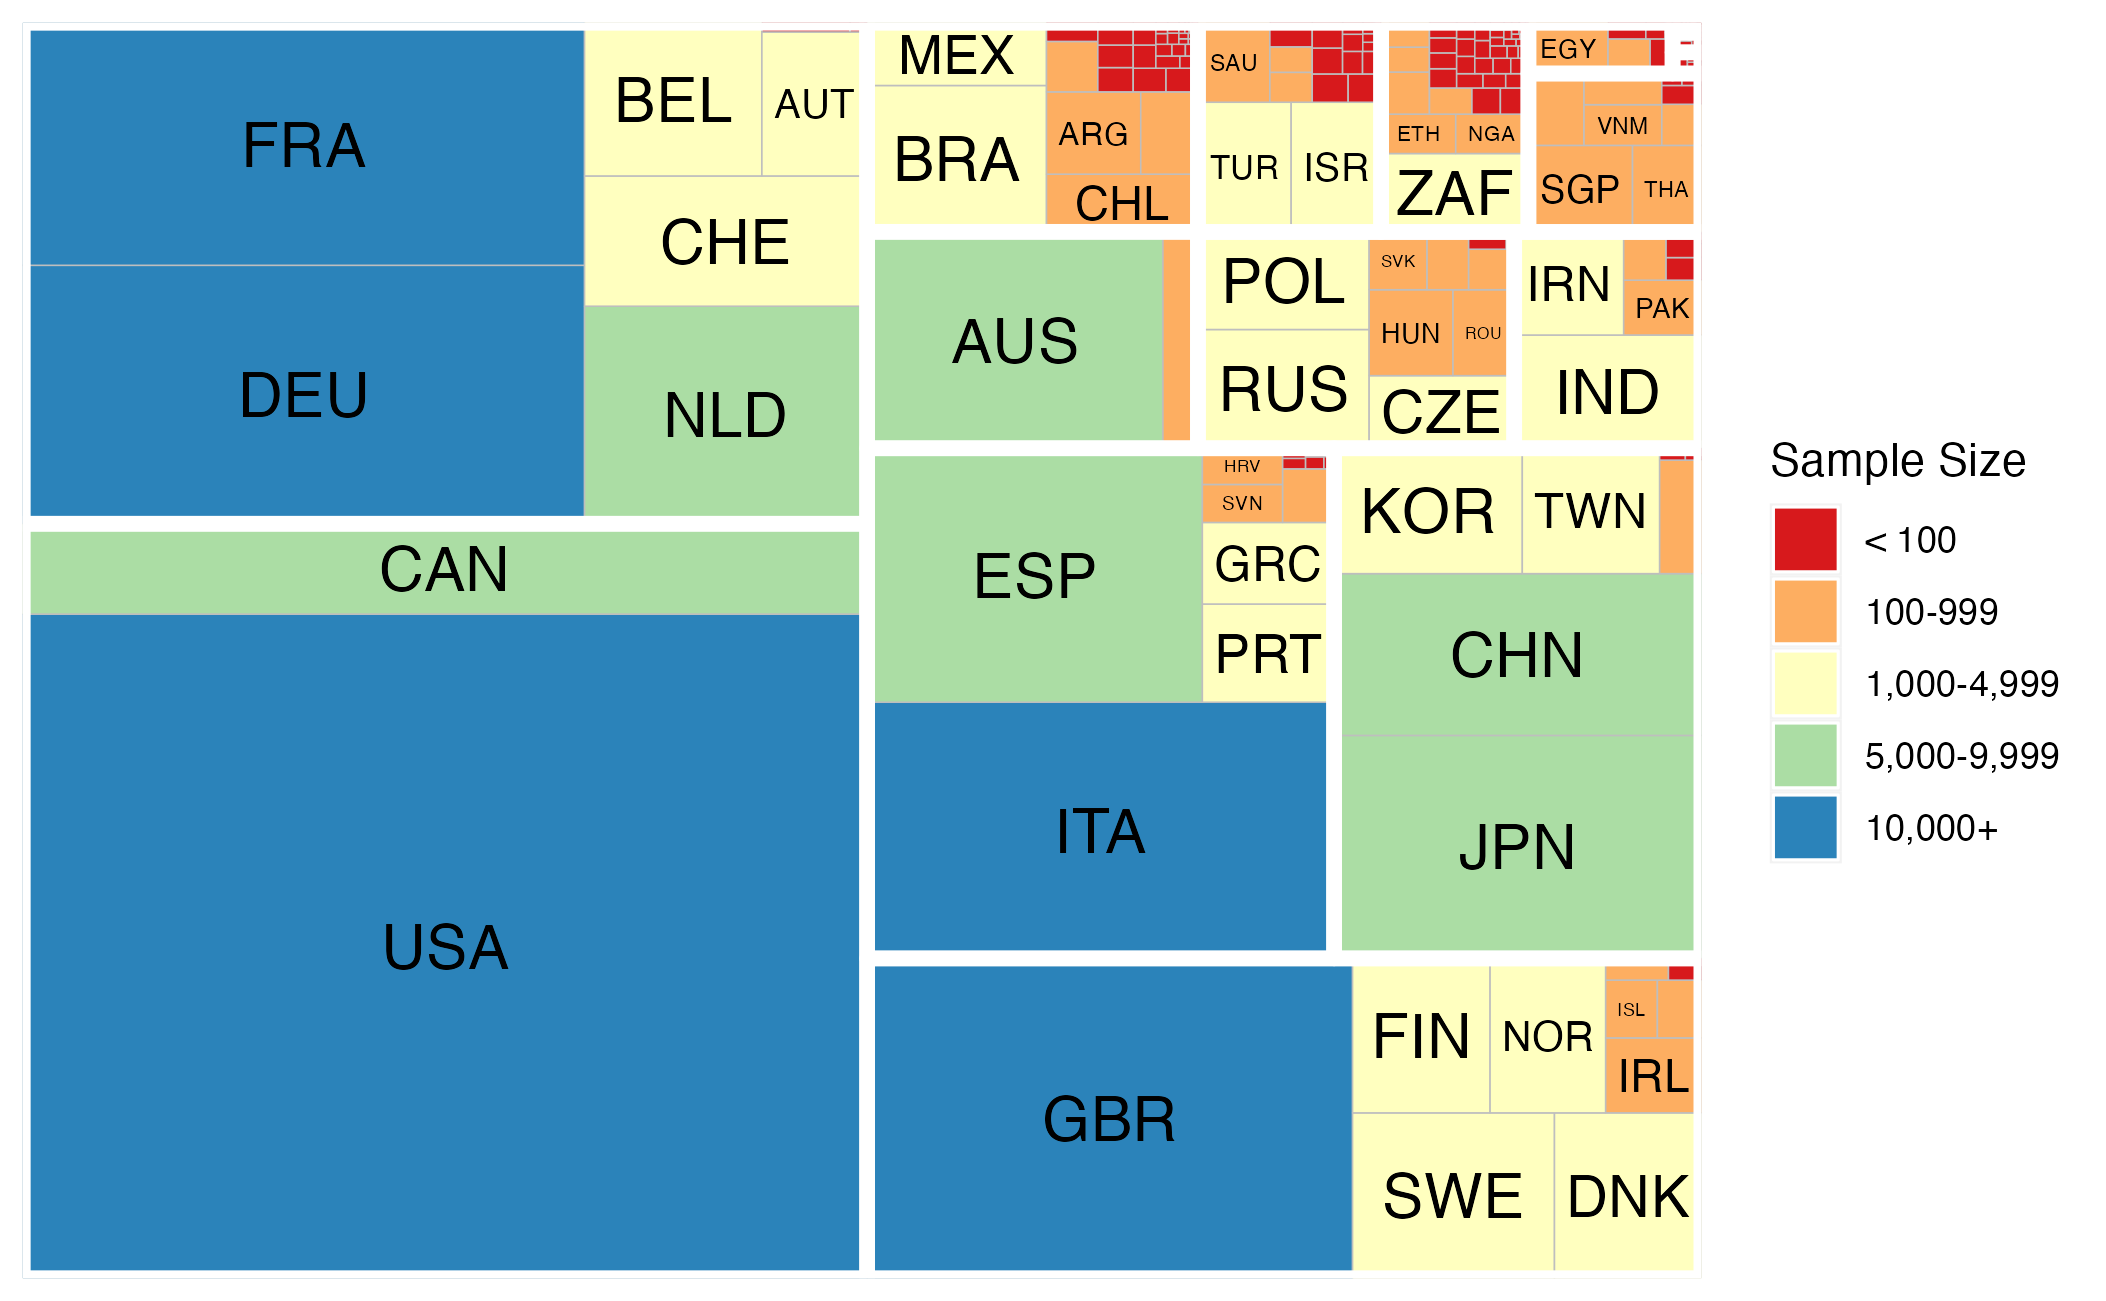 FRA
DEU
BEL
AUT
CHE
NLD
CAN
USA
MEX
BRA
ARG
CHL
SAU
TUR
ISR
ETH
NGA
ZAF
EGY
VNM
SGP
THA
AUS
POL
RUS
SVK
HUN
ROU
CZE
IRN
PAK
IND
ESP
HRV
SVN
GRC
PRT
ITA
KOR
TWN
CHN
JPN
GBR
FIN
NOR
ISL
IRL
SWE
DNK
Sample Size
< 100
100-999
1,000-4,999
5,000-9,999
10,000+